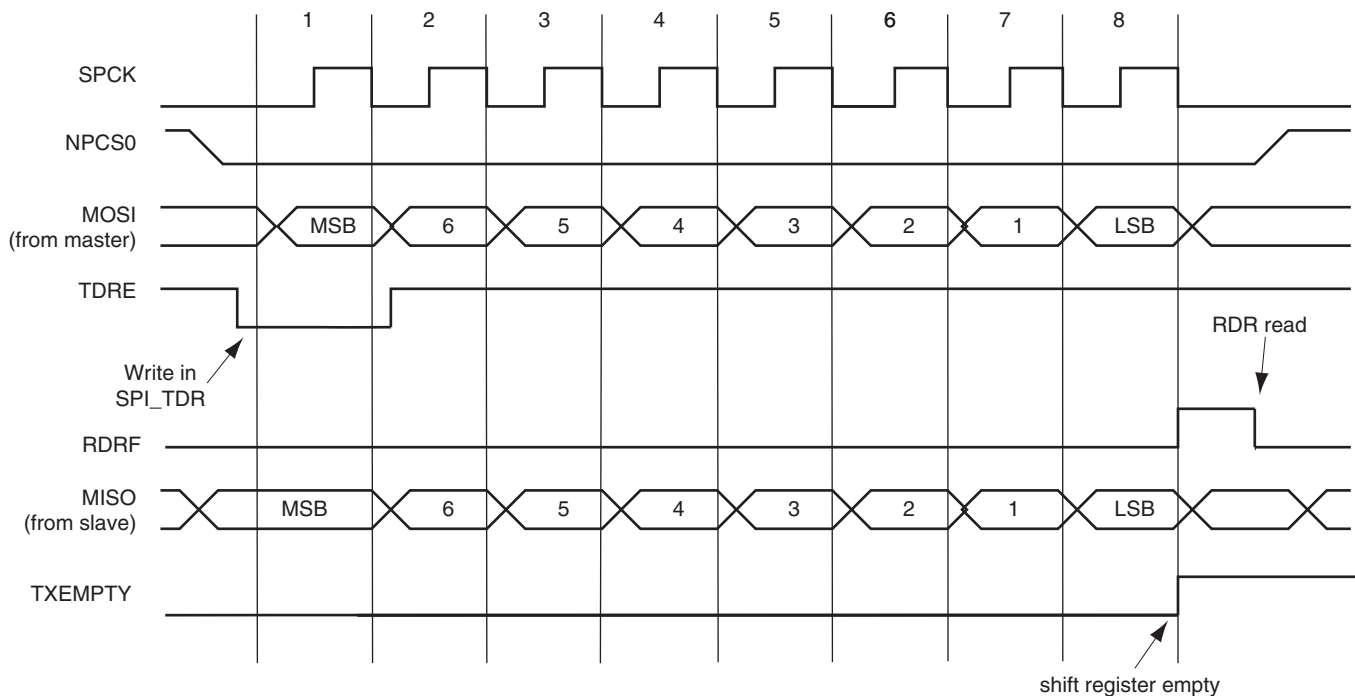 1 2 3 4 5 6 7 8
SPCK
NPCS0
MOSI
(from master)
MSB 6 5 4 3 2 1 LSB
TDRE
RDR read
Write in
SPI_TDR
RDRF
MISO
(from slave)
MSB 6 5 4 3 2 1 LSB
TXEMPTY
shift register empty